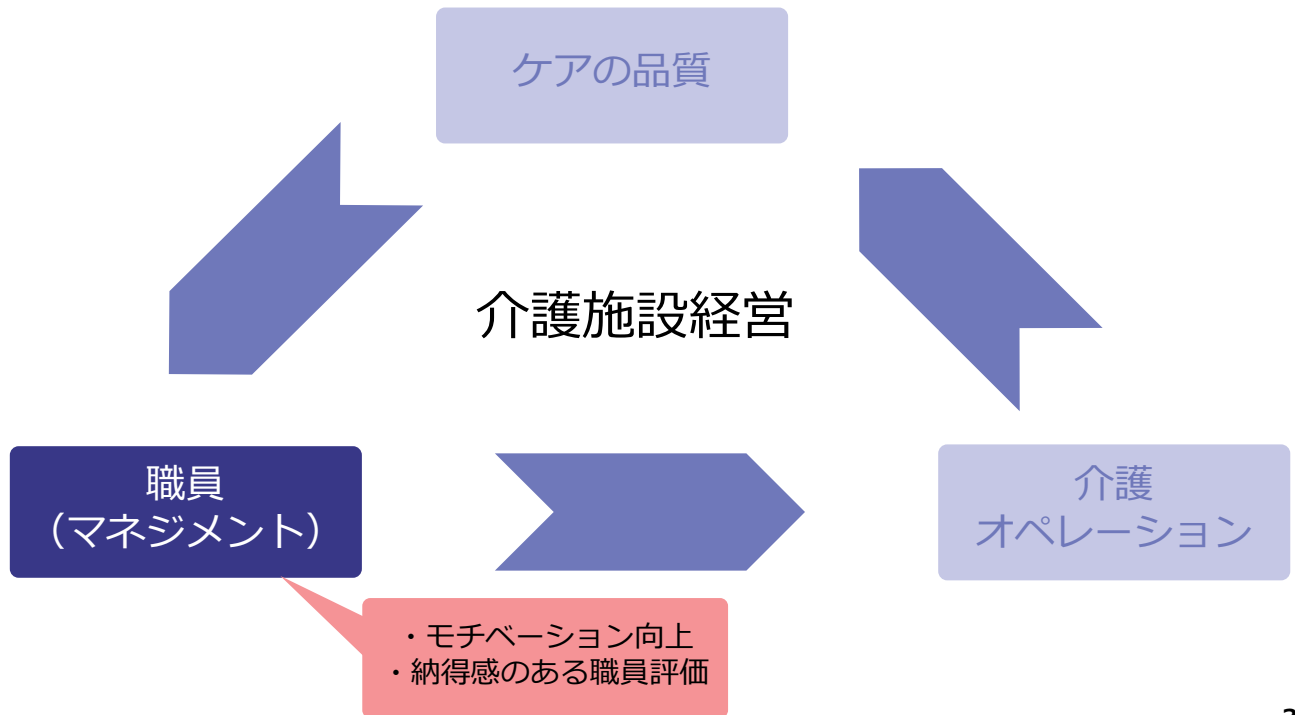 ケアの品質
介護施設経営
職員
（マネジメント）
介護
オペレーション
・モチベーション向上
・納得感のある職員評価